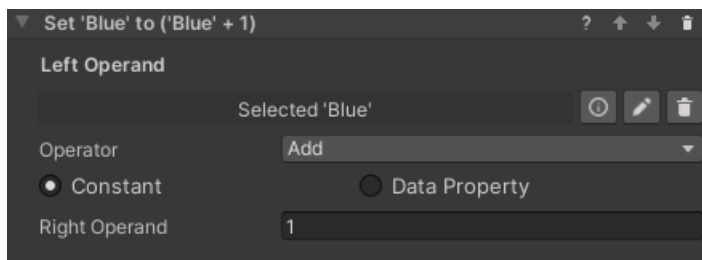 Set 'Blue' to ('Blue' + 1) ?
Left Operand
Selected 'Blue'
Operator Add
Constant Data Property
Right Operand 1